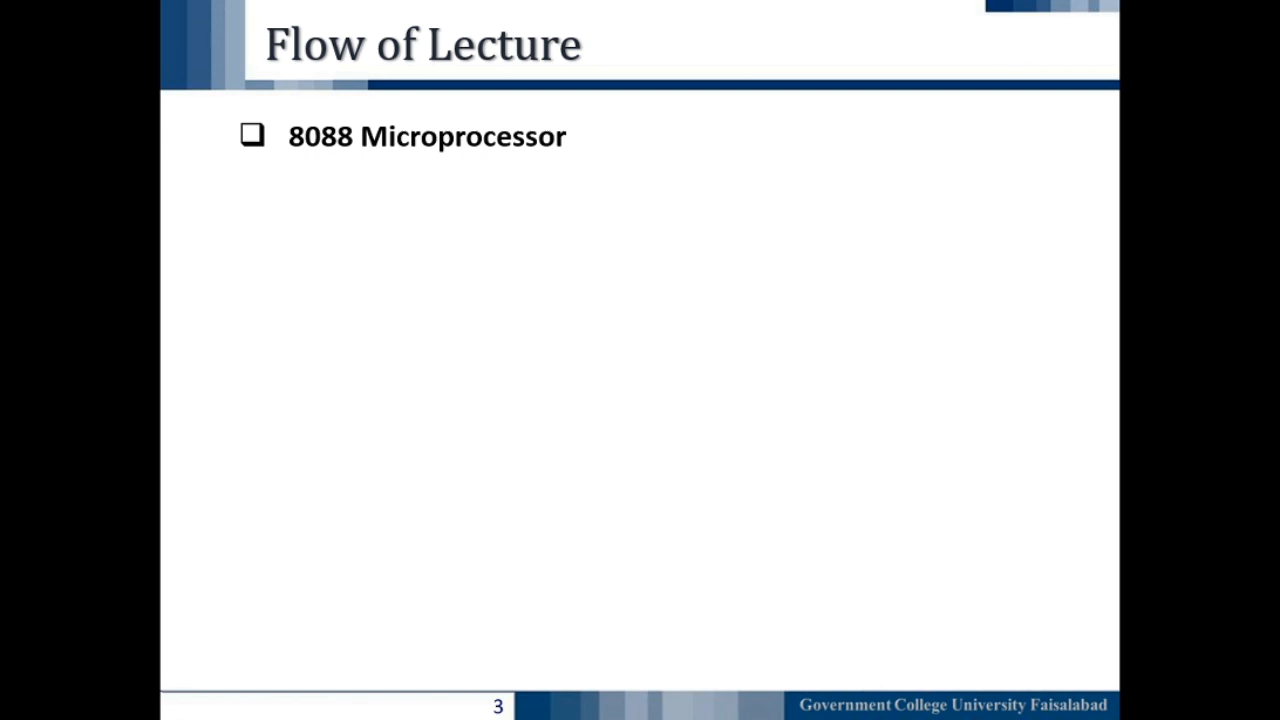 Flow of Lecture
❑ 8088 Microprocessor
3
Government College University Faisalabad